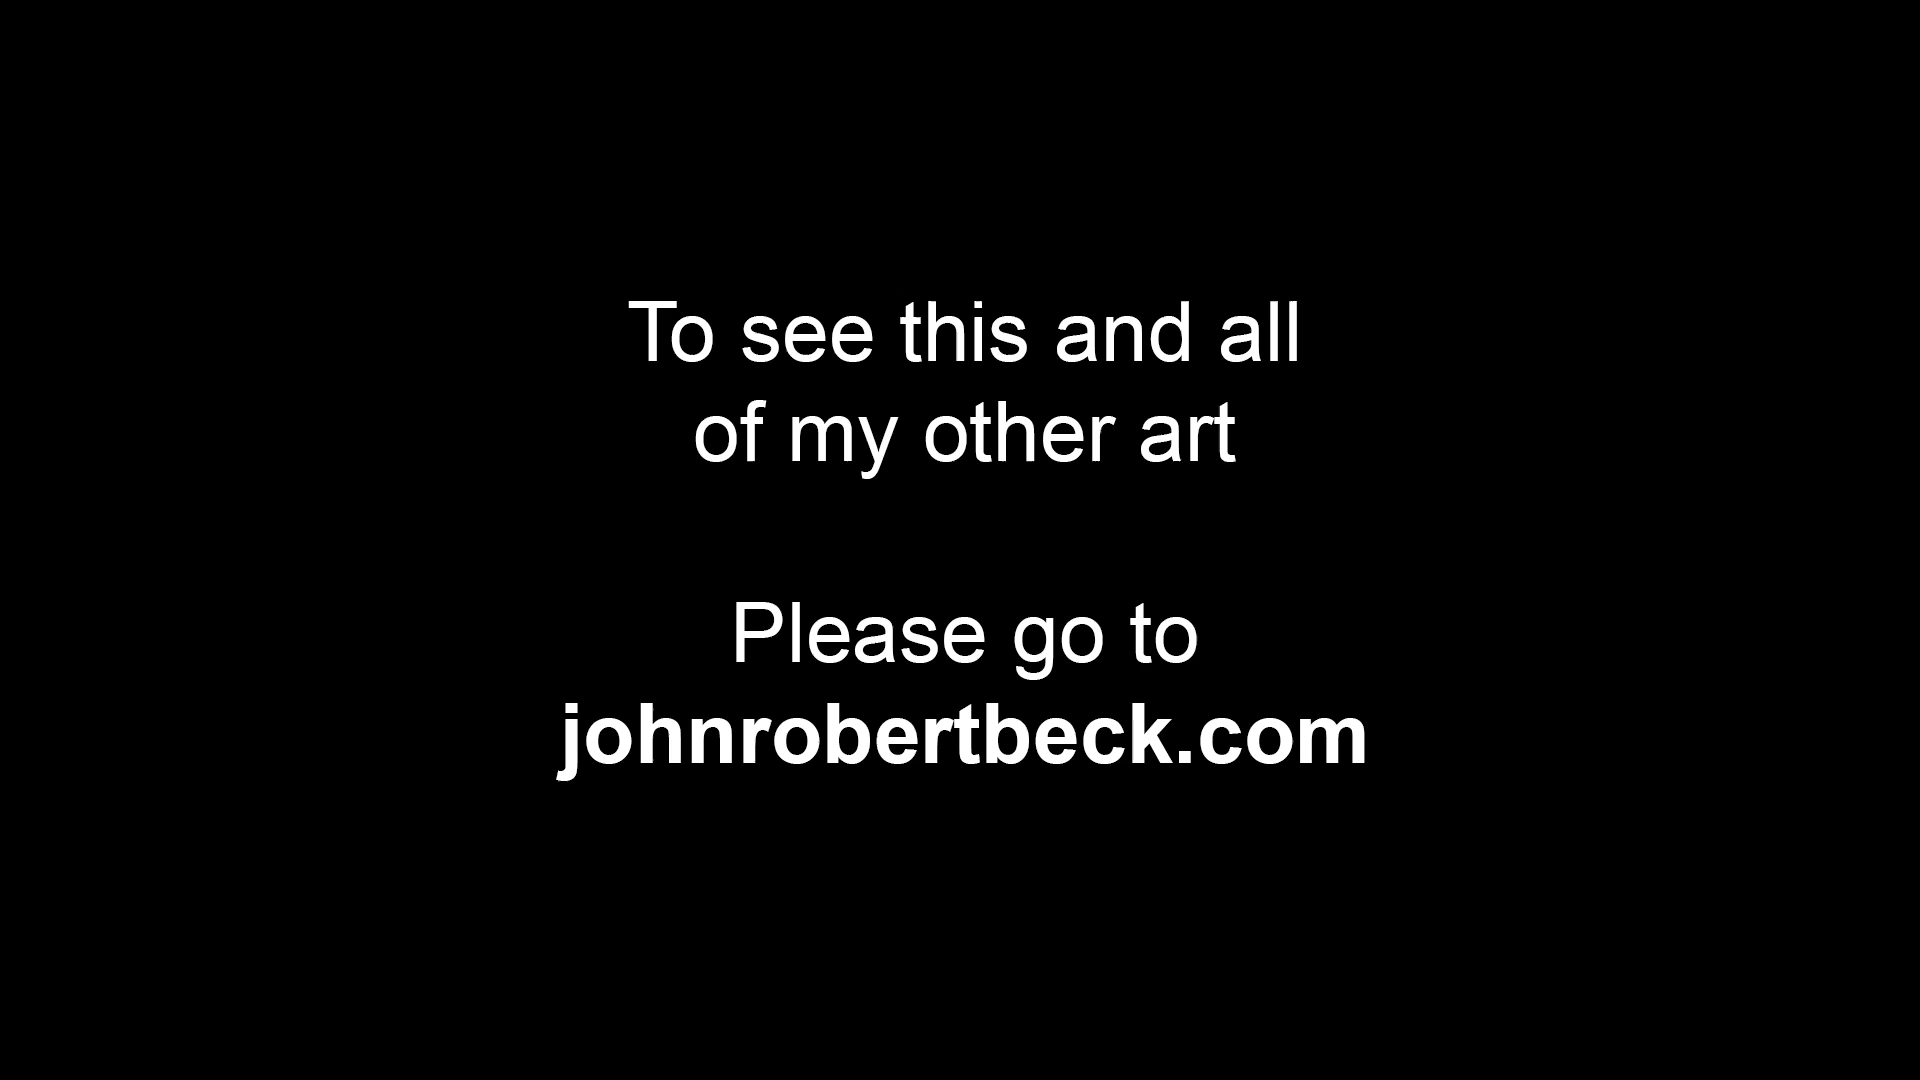 To see this and all
of my other art
Please go to
johnrobertbeck.com